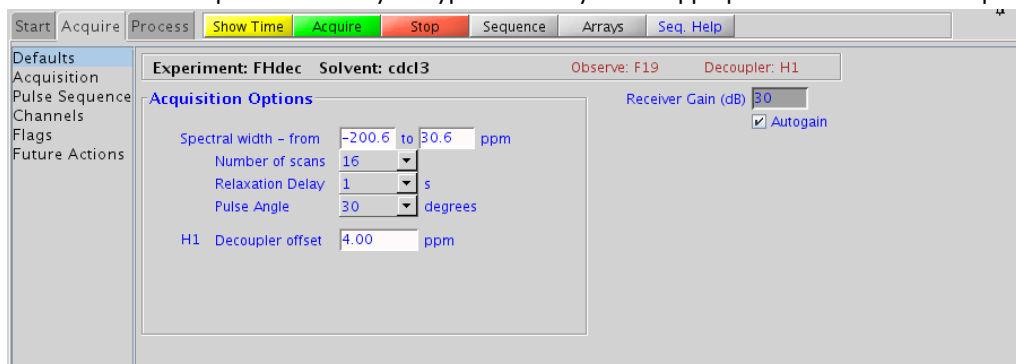 Start Acquire Process Show Time Acquire Stop Sequence Arrays Seq. Help
Defaults
Acquisition
Pulse Sequence
Channels
Flags
Future Actions
Experiment: FHdec Solvent: cdcl3 Observe: F19 Decoupler: H1
Acquisition Options
Spectral width – from -200.6 to 30.6 ppm
Number of scans 16
Relaxation Delay 1 s
Pulse Angle 30 degrees
H1 Decoupler offset 4.00 ppm
Receiver Gain (dB) 30
Autogain